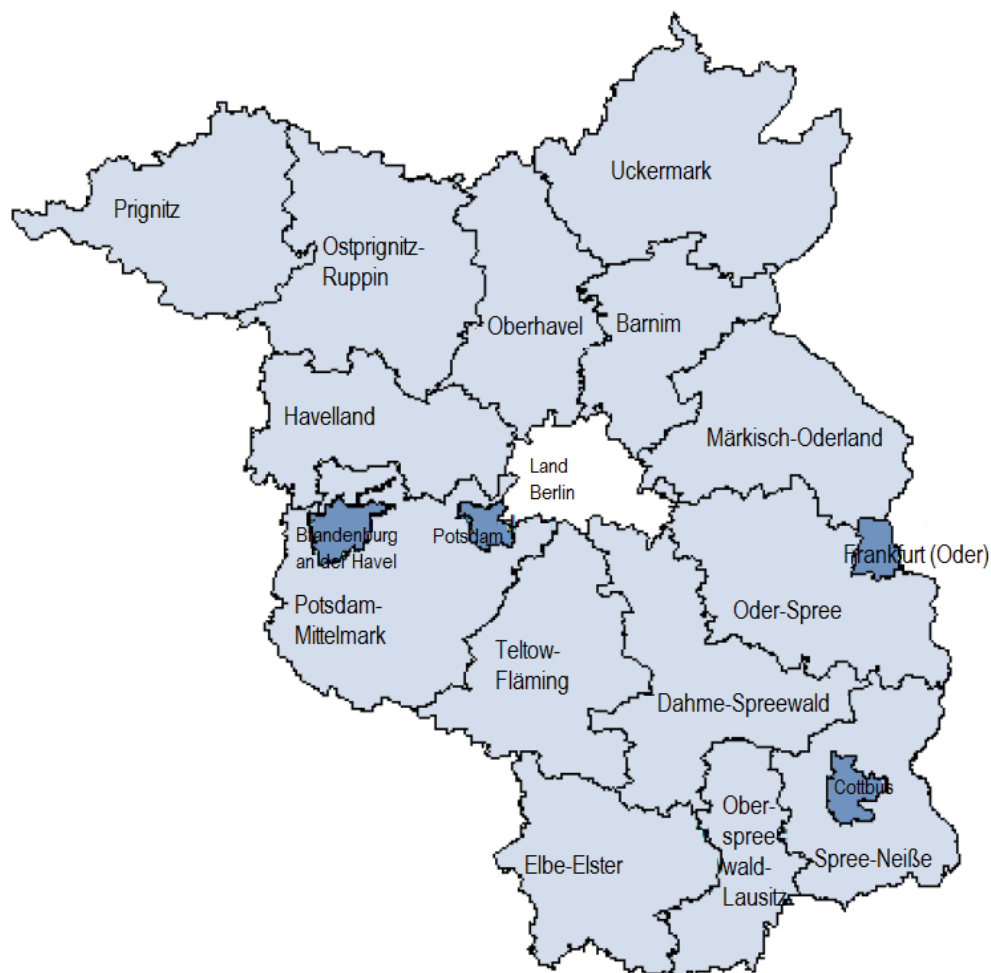 Uckermark
Prignitz
Ostprignitz-
Ruppin
Oberhavel
Barnim
Havelland
Märkisch-Oderland
Land
Berlin
Brandenburg
an der Havel
Potsdam
Frankfurt (Oder)
Potsdam-
Mittelmark
Oder-Spree
Teltow-
Fläming
Dahme-Spreewald
Cottbus
Ober-
spree
wald-
Lausitz
Elbe-Elster
Spree-Neiße